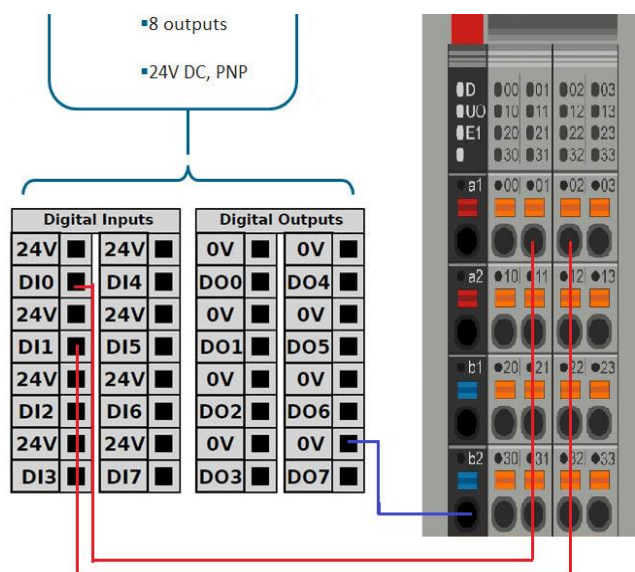 ▪8 outputs
▪24V DC, PNP
Digital Inputs
24V 24V
DI0 DI4
24V 24V
DI1 DI5
24V 24V
DI2 DI6
24V 24V
DI3 DI7
Digital Outputs
0V 0V
DO0 DO4
0V 0V
DO1 DO5
0V 0V
DO2 DO6
0V 0V
DO3 DO7
D 00 01 02 03
UO 10 11 12 13
E1 20 21 22 23
30 31 32 33
a1 00 01 02 03
a2 10 11 12 13
b1 20 21 22 23
b2 30 31 32 33